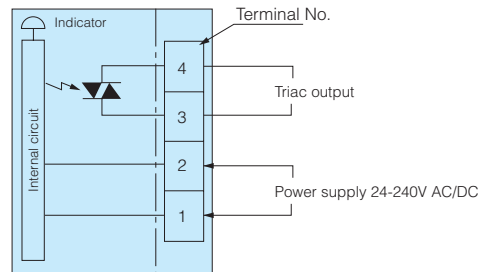 Indicator
Terminal No.
4
Triac output
3
Internal circuit
2
Power supply 24-240V AC/DC
1